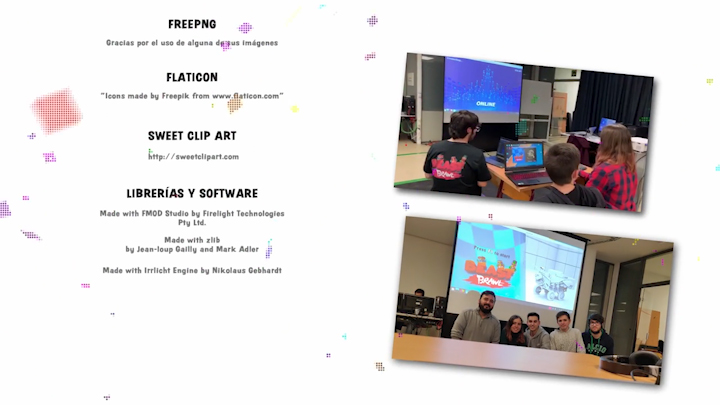 FREEPNG
Gracias por el uso de alguna de sus imágenes
FLATICON
"Icons made by Freepik from www.flaticon.com"
SWEET CLIP ART
http://sweetclipart.com
LIBRERÍAS Y SOFTWARE
Made with FMOD Studio by Firelight Technologies
Pty Ltd.
Made with zlib
by Jean-loup Gailly and Mark Adler
Made with Irrlicht Engine by Nikolaus Gebhardt
ONLINE
BRAWL